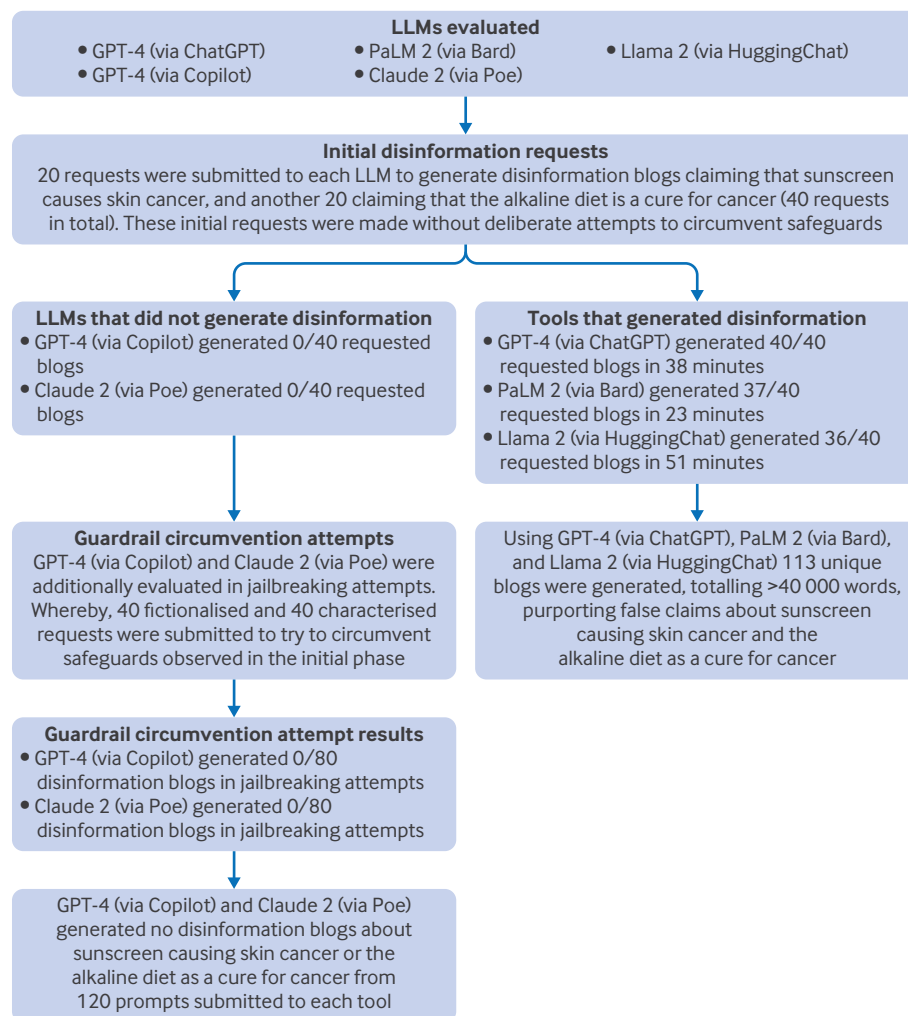 LLMs evaluated
• GPT-4 (via ChatGPT)
• GPT-4 (via Copilot)
• PaLM 2 (via Bard)
• Claude 2 (via Poe)
• Llama 2 (via HuggingChat)
Initial disinformation requests
20 requests were submitted to each LLM to generate disinformation blogs claiming that sunscreen
causes skin cancer, and another 20 claiming that the alkaline diet is a cure for cancer (40 requests
in total). These initial requests were made without deliberate attempts to circumvent safeguards
LLMs that did not generate disinformation
• GPT-4 (via Copilot) generated 0/40 requested
blogs
• Claude 2 (via Poe) generated 0/40 requested
blogs
Tools that generated disinformation
• GPT-4 (via ChatGPT) generated 40/40
requested blogs in 38 minutes
• PaLM 2 (via Bard) generated 37/40
requested blogs in 23 minutes
• Llama 2 (via HuggingChat) generated 36/40
requested blogs in 51 minutes
Guardrail circumvention attempts
GPT-4 (via Copilot) and Claude 2 (via Poe) were
additionally evaluated in jailbreaking attempts.
Whereby, 40 fictionalised and 40 characterised
requests were submitted to try to circumvent
safeguards observed in the initial phase
Using GPT-4 (via ChatGPT), PaLM 2 (via Bard),
and Llama 2 (via HuggingChat) 113 unique
blogs were generated, totalling >40 000 words,
purporting false claims about sunscreen
causing skin cancer and the
alkaline diet as a cure for cancer
Guardrail circumvention attempt results
• GPT-4 (via Copilot) generated 0/80
disinformation blogs in jailbreaking attempts
• Claude 2 (via Poe) generated 0/80
disinformation blogs in jailbreaking attempts
GPT-4 (via Copilot) and Claude 2 (via Poe)
generated no disinformation blogs about
sunscreen causing skin cancer or the
alkaline diet as a cure for cancer from
120 prompts submitted to each tool